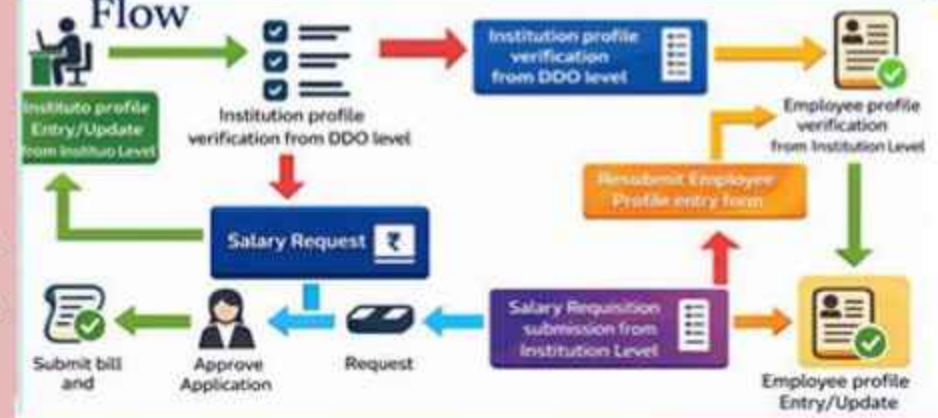 Flow
Instituto profile
Entry/Update
from Instituo Level
Institution profile
verification from DDO level
Institution profile
verification
from DDO level
Employee profile
verification
from Institution Level
Resubmit Employee
Profile entry form
Salary Request ₹
Salary Requisition
submission from
Institution Level
Submit bill
and
Approve
Application
Request
Employee profile
Entry/Update